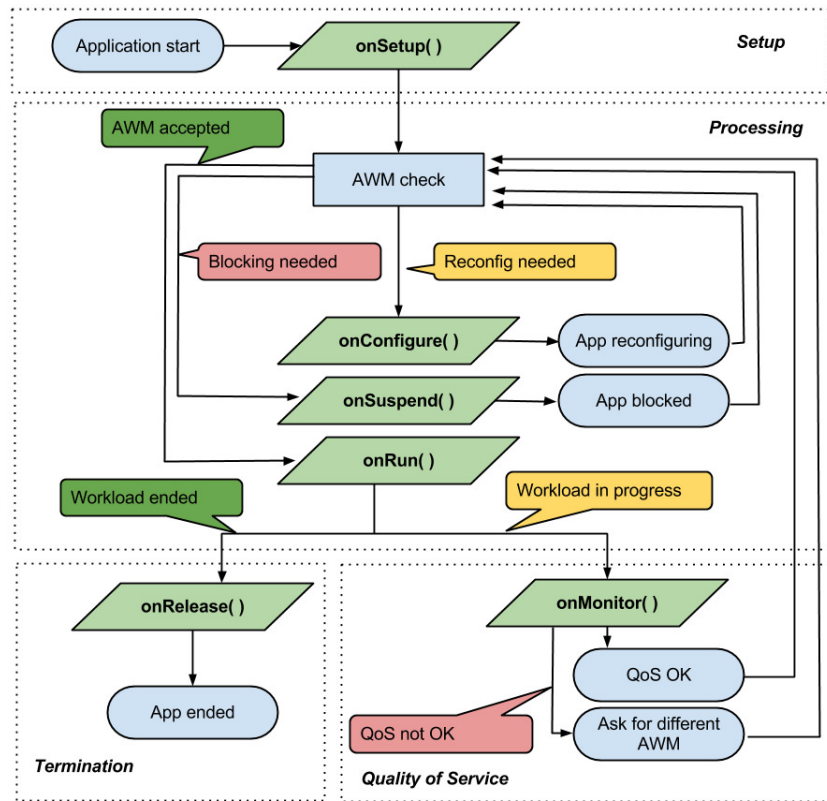 Application start
onSetup( )
Setup
AWM accepted
Processing
AWM check
Blocking needed
Reconfig needed
onConfigure( )
App reconfiguring
onSuspend( )
App blocked
onRun( )
Workload ended
Workload in progress
onRelease( )
onMonitor( )
QoS OK
App ended
QoS not OK
Ask for different
AWM
Termination
Quality of Service